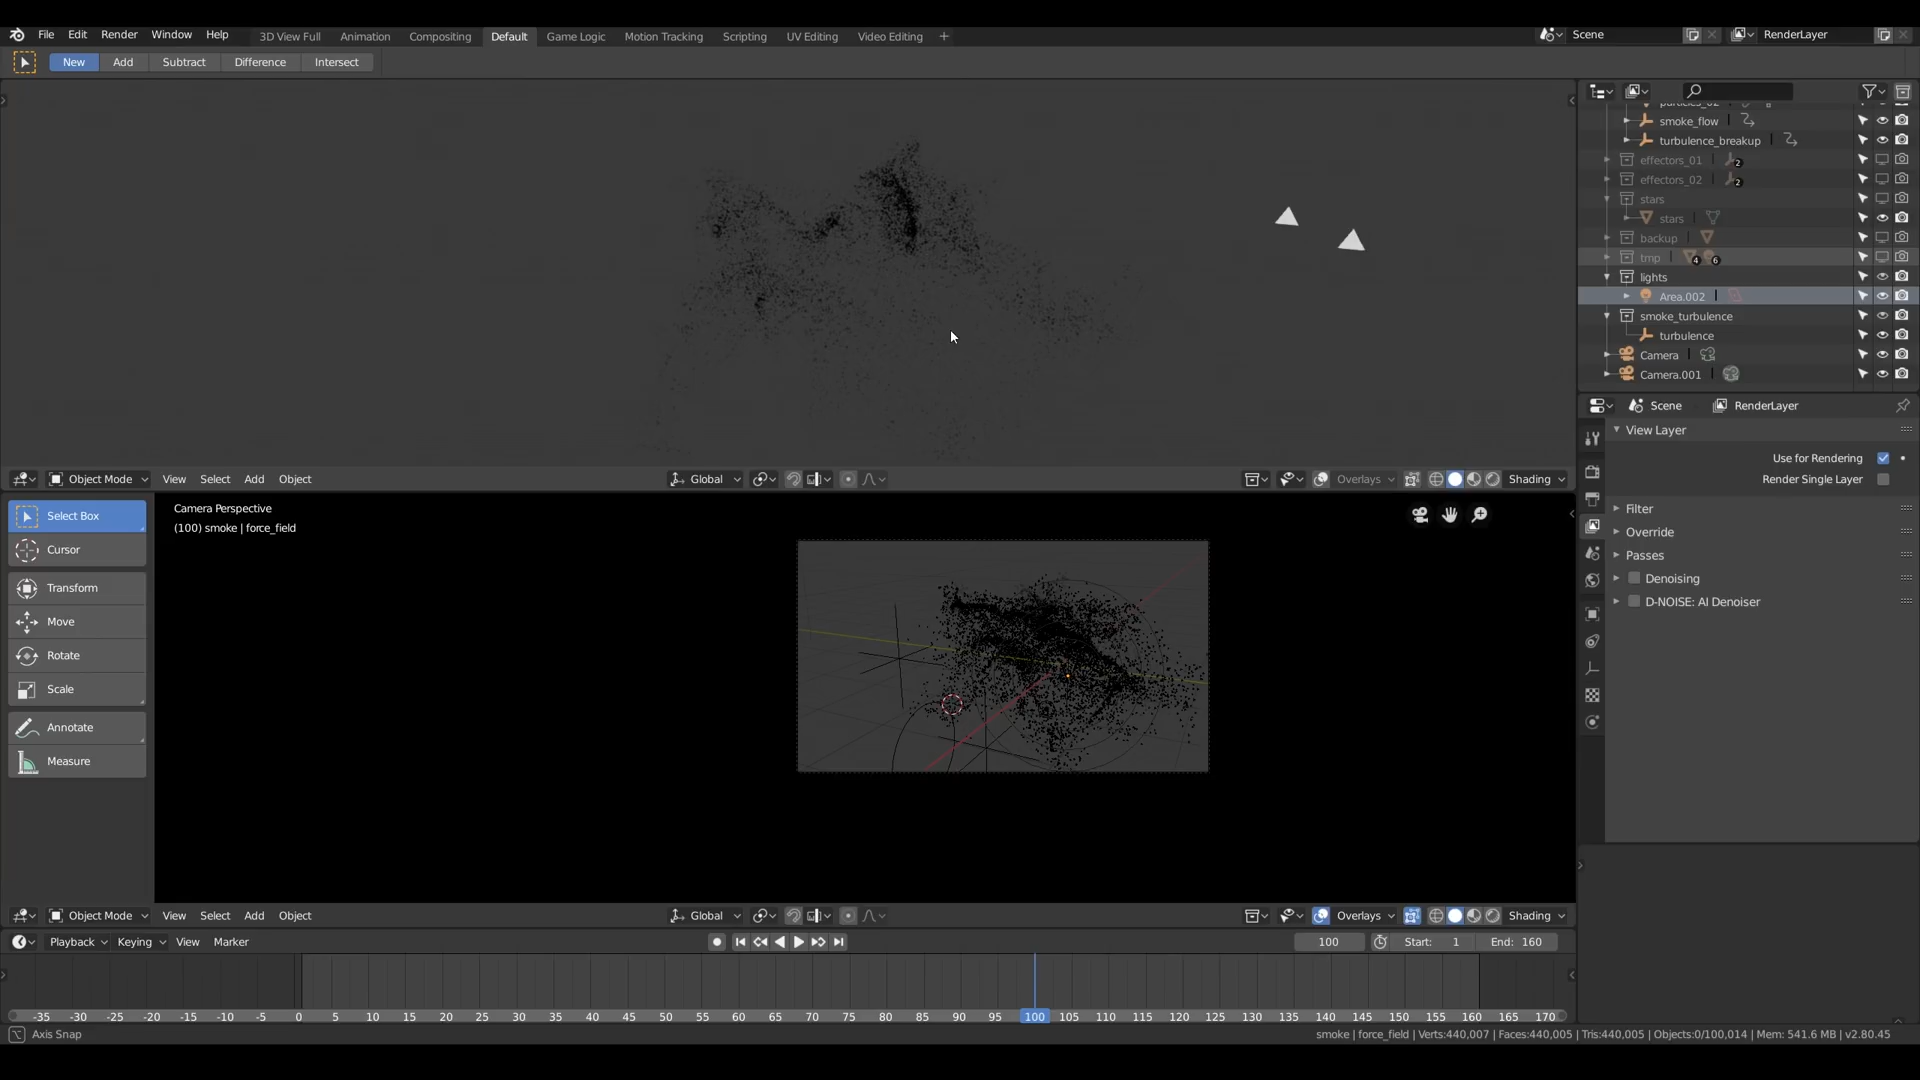 File Edit Render Window Help 3D View Full Animation Compositing Default Game Logic Motion Tracking Scripting UV Editing Video Editing + Scene RenderLayer
New Add Subtract Difference Intersect
particles_02
smoke_flow
turbulence_breakup
effectors_01 2
effectors_02 2
stars
stars
backup
tmp 4 6
lights
Area.002
smoke_turbulence
turbulence
Camera
Camera.001
Scene RenderLayer
View Layer
Use for Rendering
Render Single Layer
Filter
Override
Passes
Denoising
D-NOISE: AI Denoiser
Object Mode View Select Add Object Global Overlays Shading
Select Box
Cursor
Transform
Move
Rotate
Scale
Annotate
Measure
Camera Perspective
(100) smoke | force_field
Object Mode View Select Add Object Global Overlays Shading
Playback Keying View Marker 100 Start: 1 End: 160
-35 -30 -25 -20 -15 -10 -5 0 5 10 15 20 25 30 35 40 45 50 55 60 65 70 75 80 85 90 95 100 105 110 115 120 125 130 135 140 145 150 155 160 165 170
Axis Snap smoke | force_field | Verts:440,007 | Faces:440,005 | Tris:440,005 | Objects:0/100,014 | Mem: 541.6 MB | v2.80.45